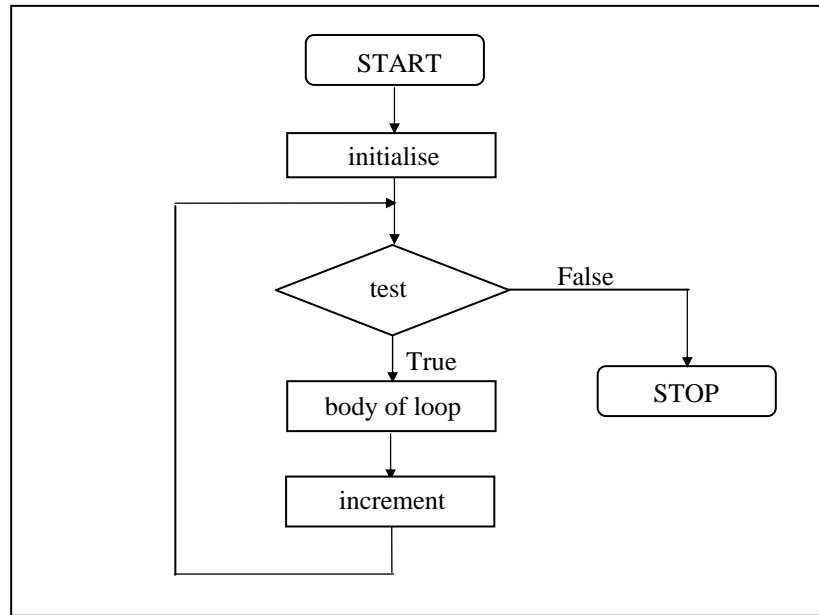 START
initialise
test
False
True
STOP
body of loop
increment